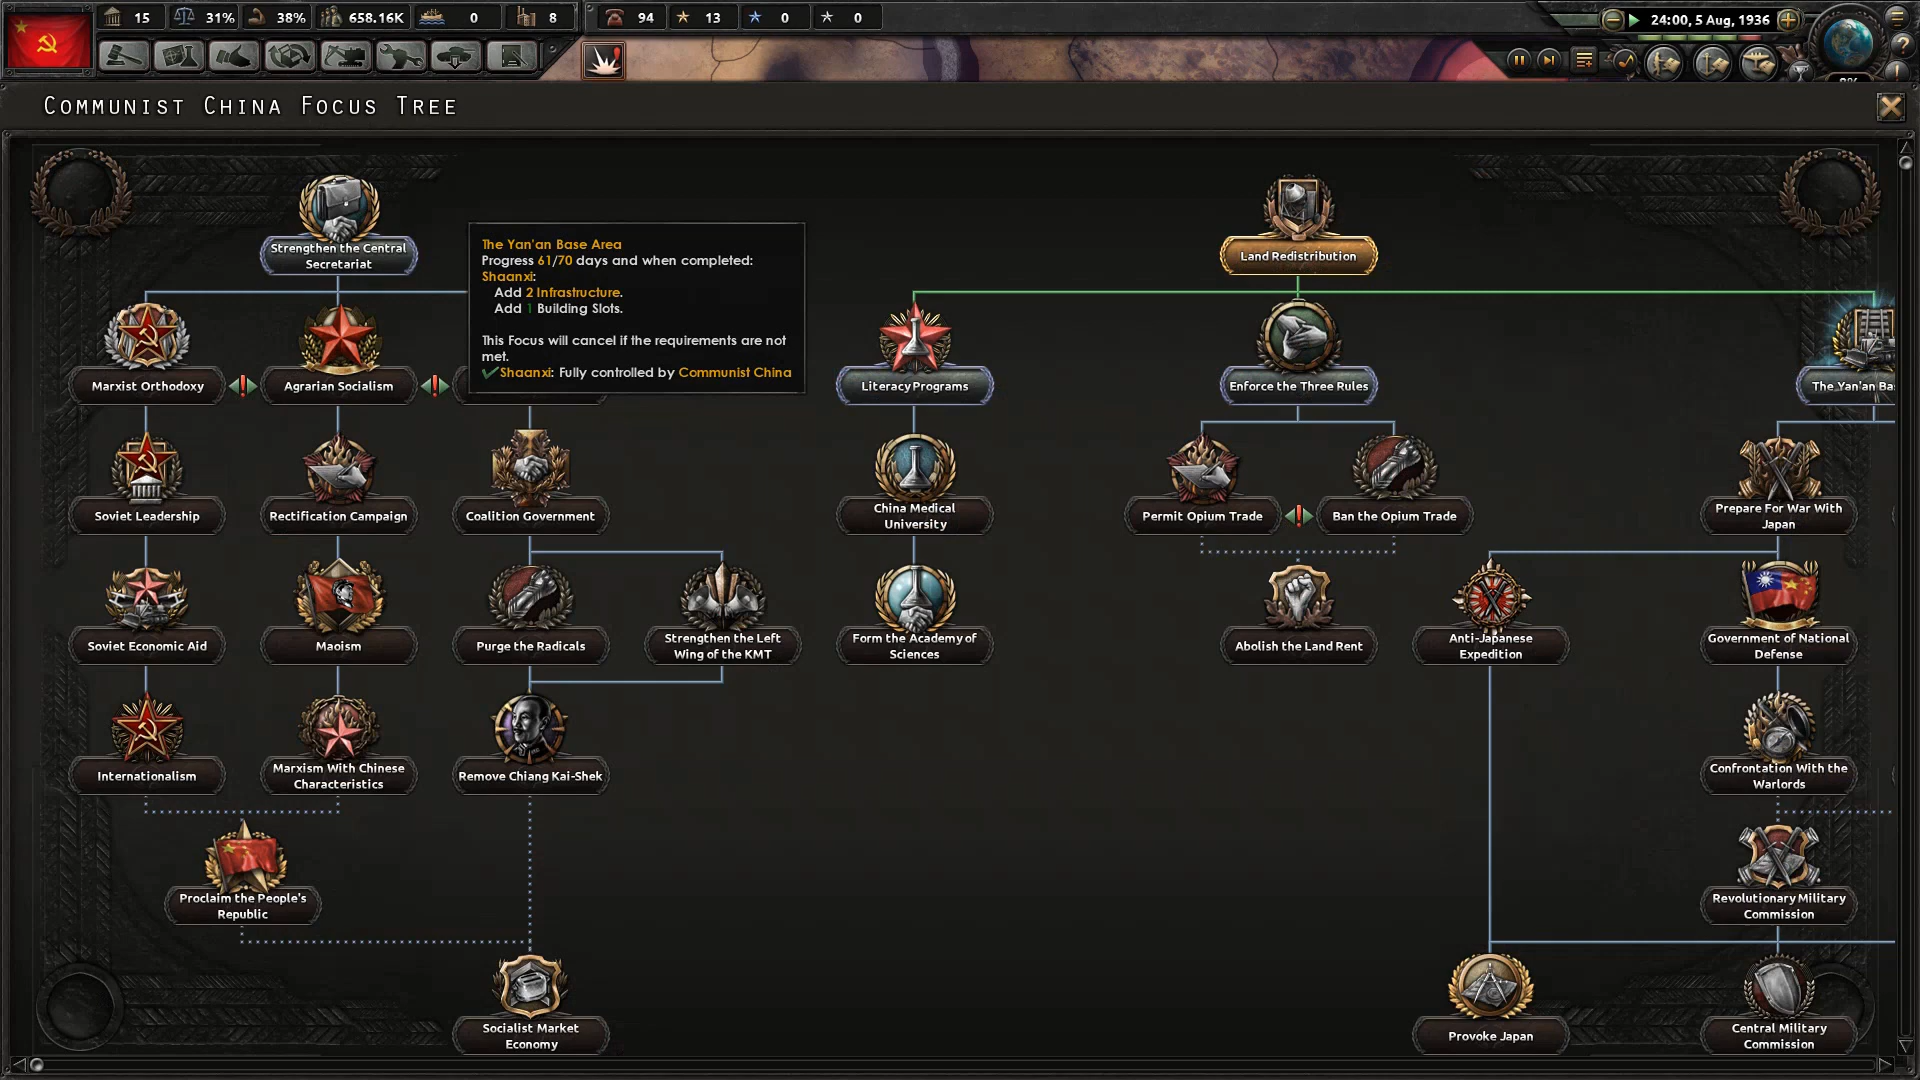 15
31%
38%
658.16K
0
8
94
13
0
0
24:00, 5 Aug, 1936
Communist China Focus Tree
Strengthen the Central
Secretariat
The Yan'an Base Area
Progress 61/70 days and when completed:
Shaanxi:
Add 2 Infrastructure.
Add 1 Building Slots.
This Focus will cancel if the requirements are not
met.
Shaanxi: Fully controlled by Communist China
Land Redistribution
Marxist Orthodoxy
Agrarian Socialism
Literacy Programs
Enforce the Three Rules
The Yan'an Bas
Soviet Leadership
Rectification Campaign
Coalition Government
China Medical
University
Permit Opium Trade
Ban the Opium Trade
Prepare For War With
Japan
Soviet Economic Aid
Maoism
Purge the Radicals
Strengthen the Left
Wing of the KMT
Form the Academy of
Sciences
Abolish the Land Rent
Anti-Japanese
Expedition
Government of National
Defense
Internationalism
Marxism With Chinese
Characteristics
Remove Chiang Kai-Shek
Confrontation With the
Warlords
Proclaim the People's
Republic
Revolutionary Military
Commission
Socialist Market
Economy
Provoke Japan
Central Military
Commission